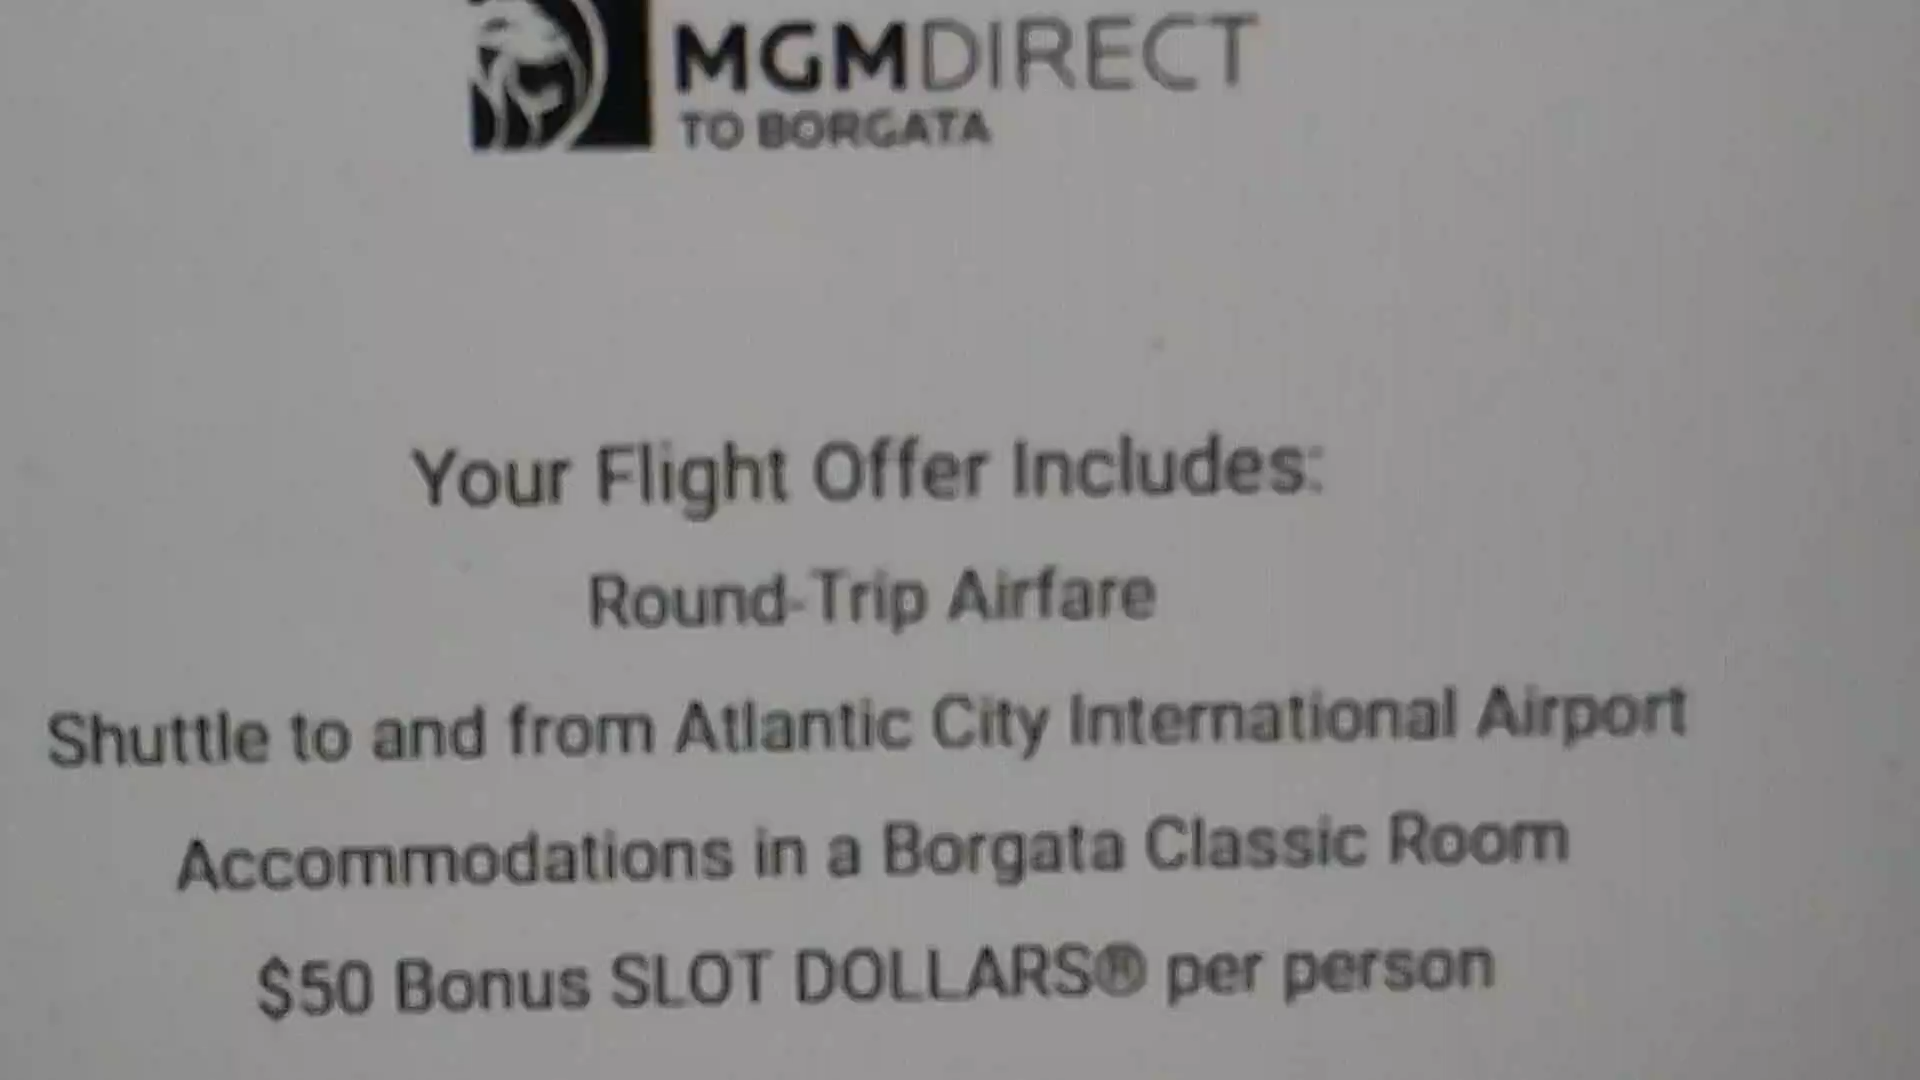 MGMDIRECT
TO BORGATA
Your Flight Offer Includes:
Round-Trip Airfare
Shuttle to and from Atlantic City International Airport
Accommodations in a Borgata Classic Room
$50 Bonus SLOT DOLLARS® per person